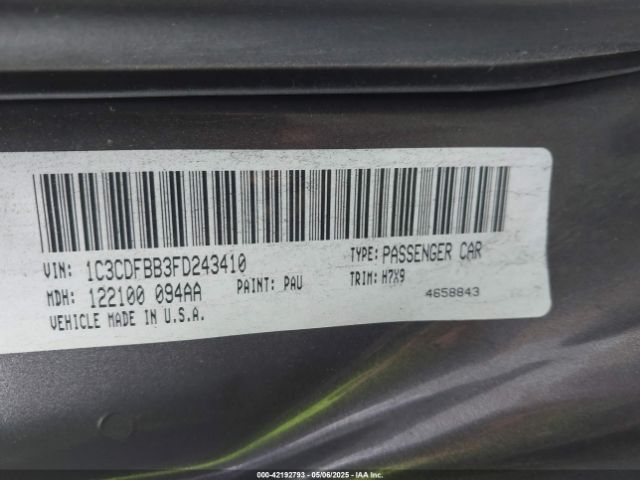 VIN: 1C3CDFBB3FD243410 TYPE: PASSENGER CAR
MDH: 122100 094AA PAINT: PAU TRIM: H7X9
VEHICLE MADE IN U.S.A. 4658843
000-42192793 - 05/06/2025 - IAA Inc.